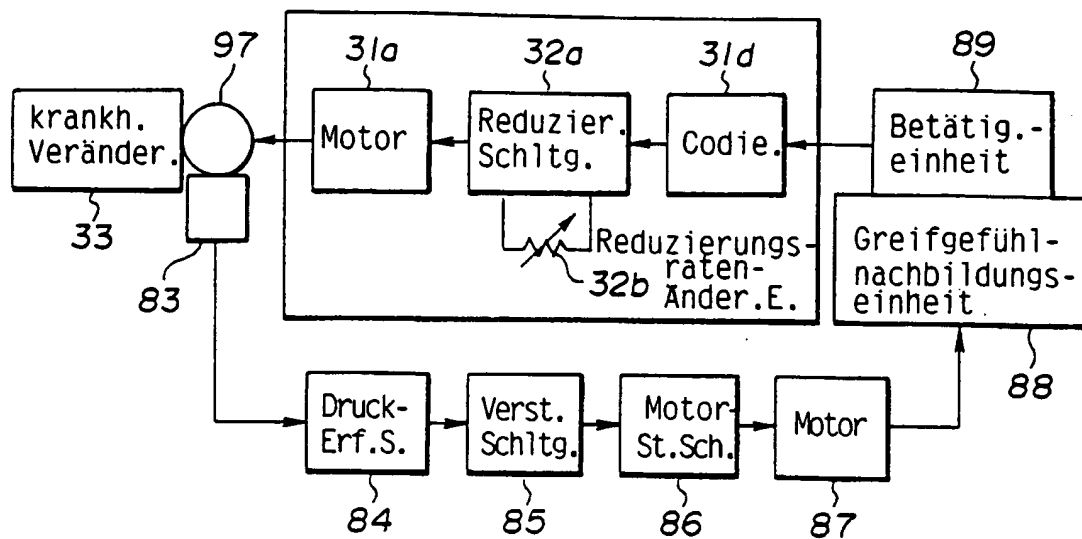 97
31a
32a
31d
89
krankh.
Veränder.
Motor
Reduzier.
Schltg.
Codie.
Betätig.-
einheit
33
83
32b
Reduzierungs-
raten-
Änder.E.
Greifgefühl-
nachbildungs-
einheit
88
Druck-
Erf.S.
Verst.
Schltg.
Motor-
St.Sch.
Motor
84
85
86
87